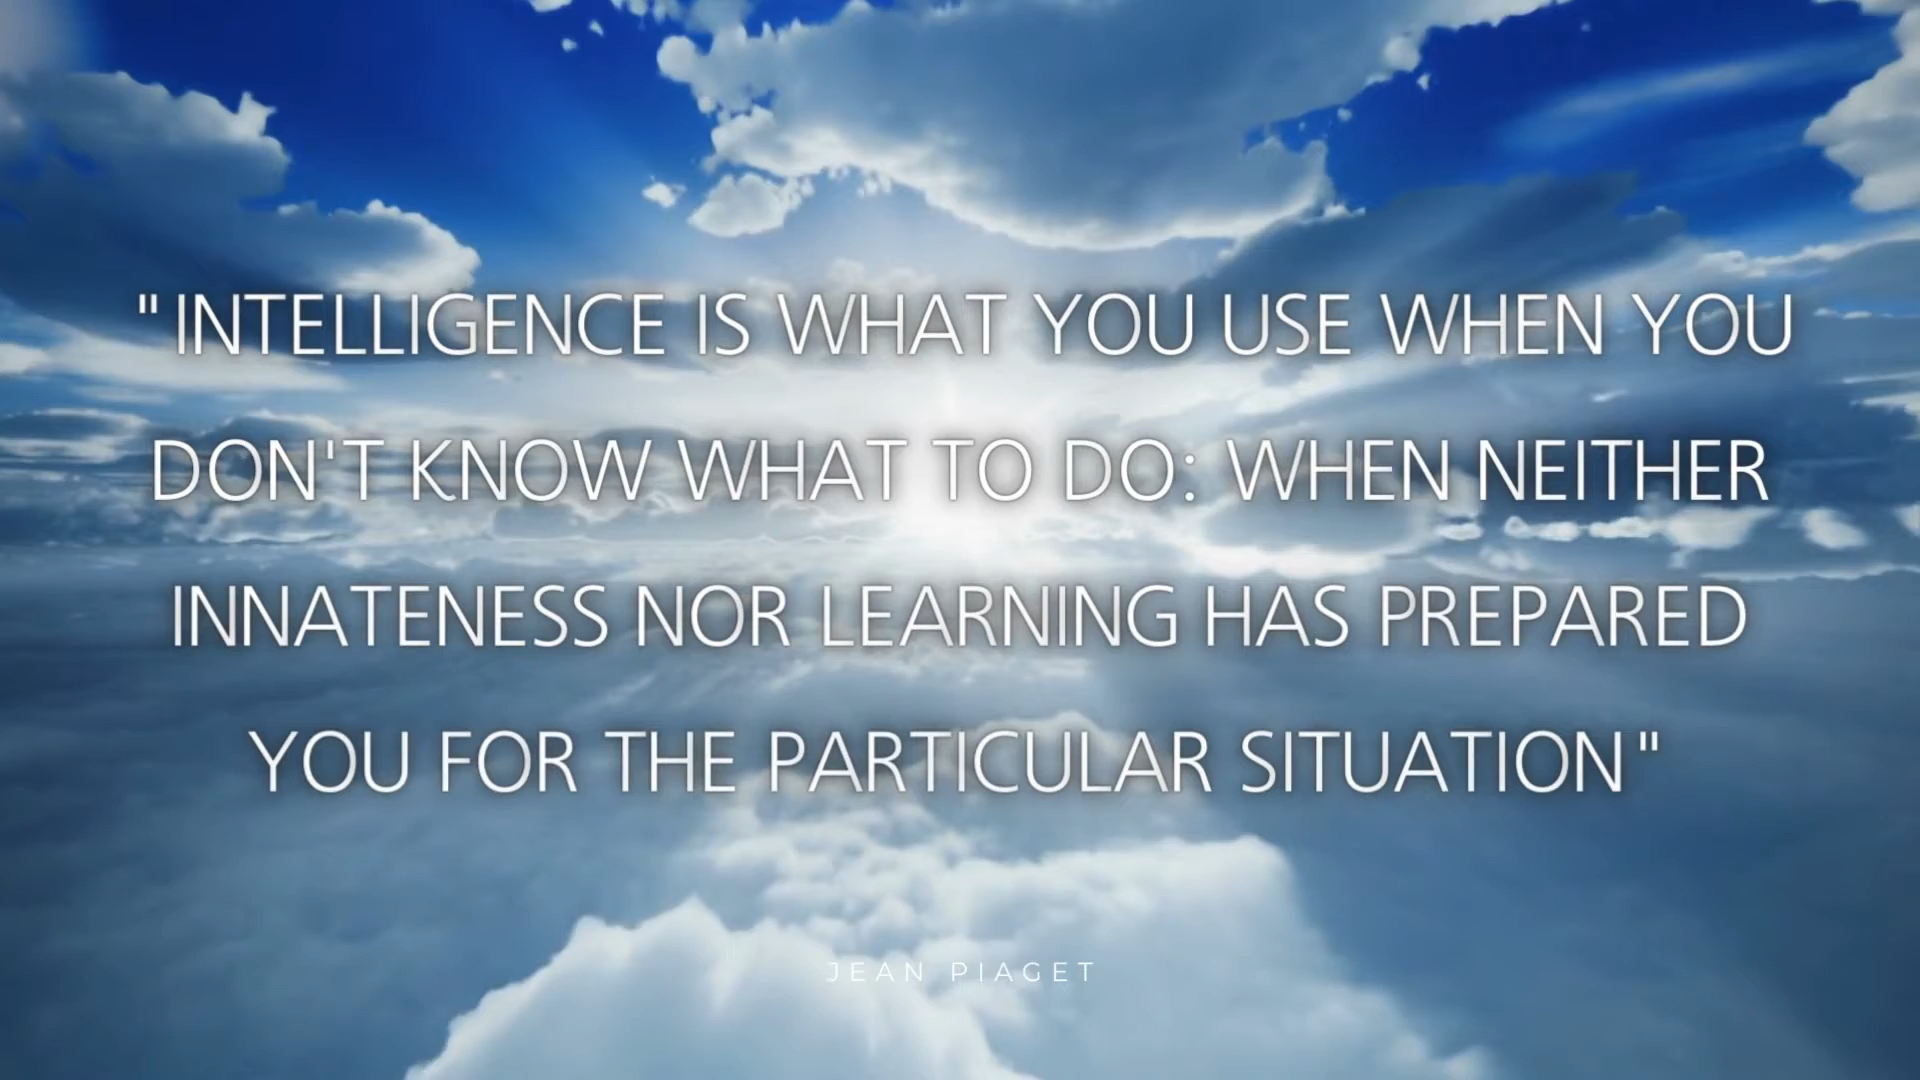 "INTELLIGENCE IS WHAT YOU USE WHEN YOU
DON'T KNOW WHAT TO DO: WHEN NEITHER
INNATENESS NOR LEARNING HAS PREPARED
YOU FOR THE PARTICULAR SITUATION"
JEAN PIAGET